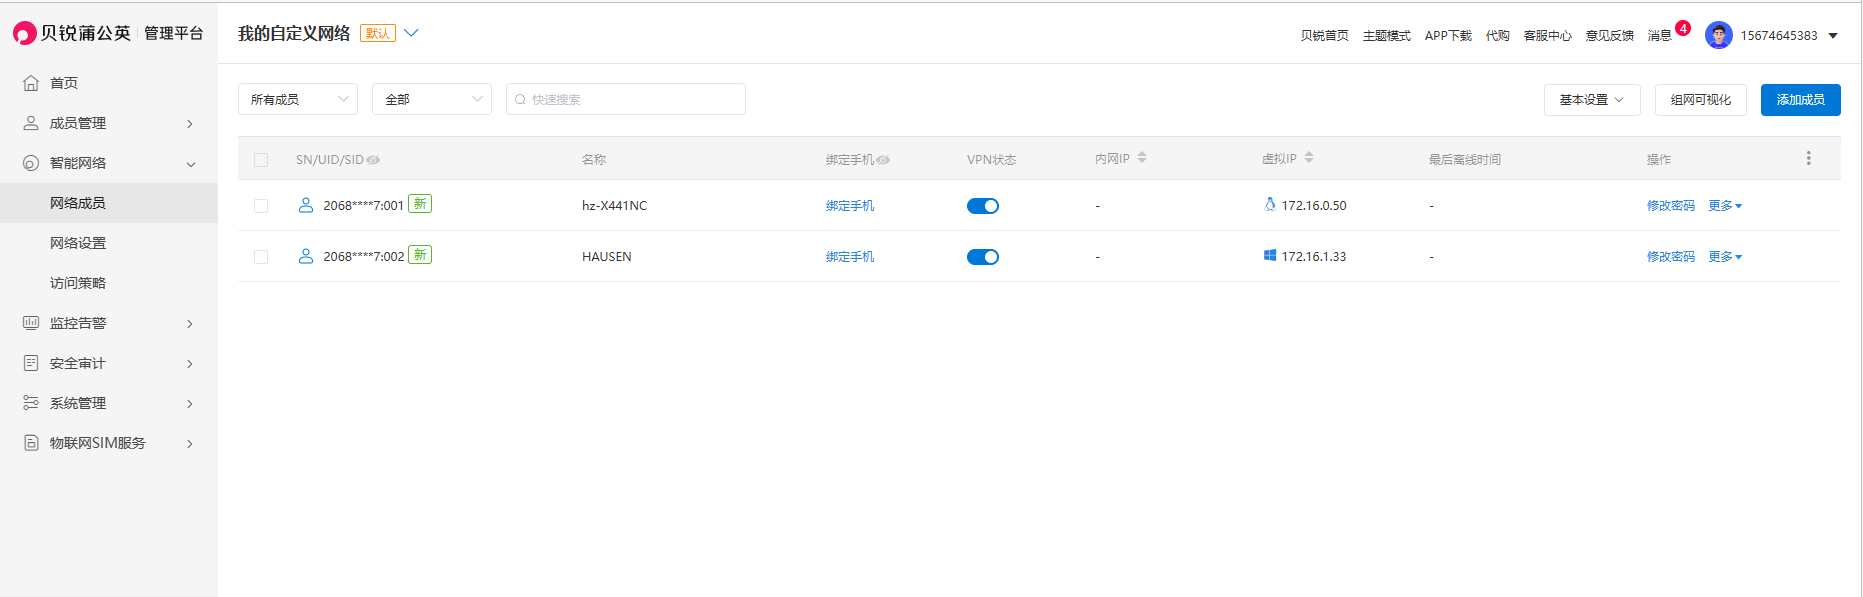 贝锐蒲公英 管理平台
我的自定义网络 默认
贝锐首页 主题模式 APP下载 代购 客服中心 意见反馈 消息 4 15674645383
首页
成员管理
智能网络
网络成员
网络设置
访问策略
监控告警
安全审计
系统管理
物联网SIM服务
所有成员 全部 快速搜索 基本设置 组网可视化 添加成员
SN/UID/SID 名称 绑定手机 VPN状态 内网IP 虚拟IP 最后离线时间 操作
2068****7:001 新 hz-X441NC 绑定手机 - 172.16.0.50 - 修改密码 更多
2068****7:002 新 HAUSEN 绑定手机 - 172.16.1.33 - 修改密码 更多